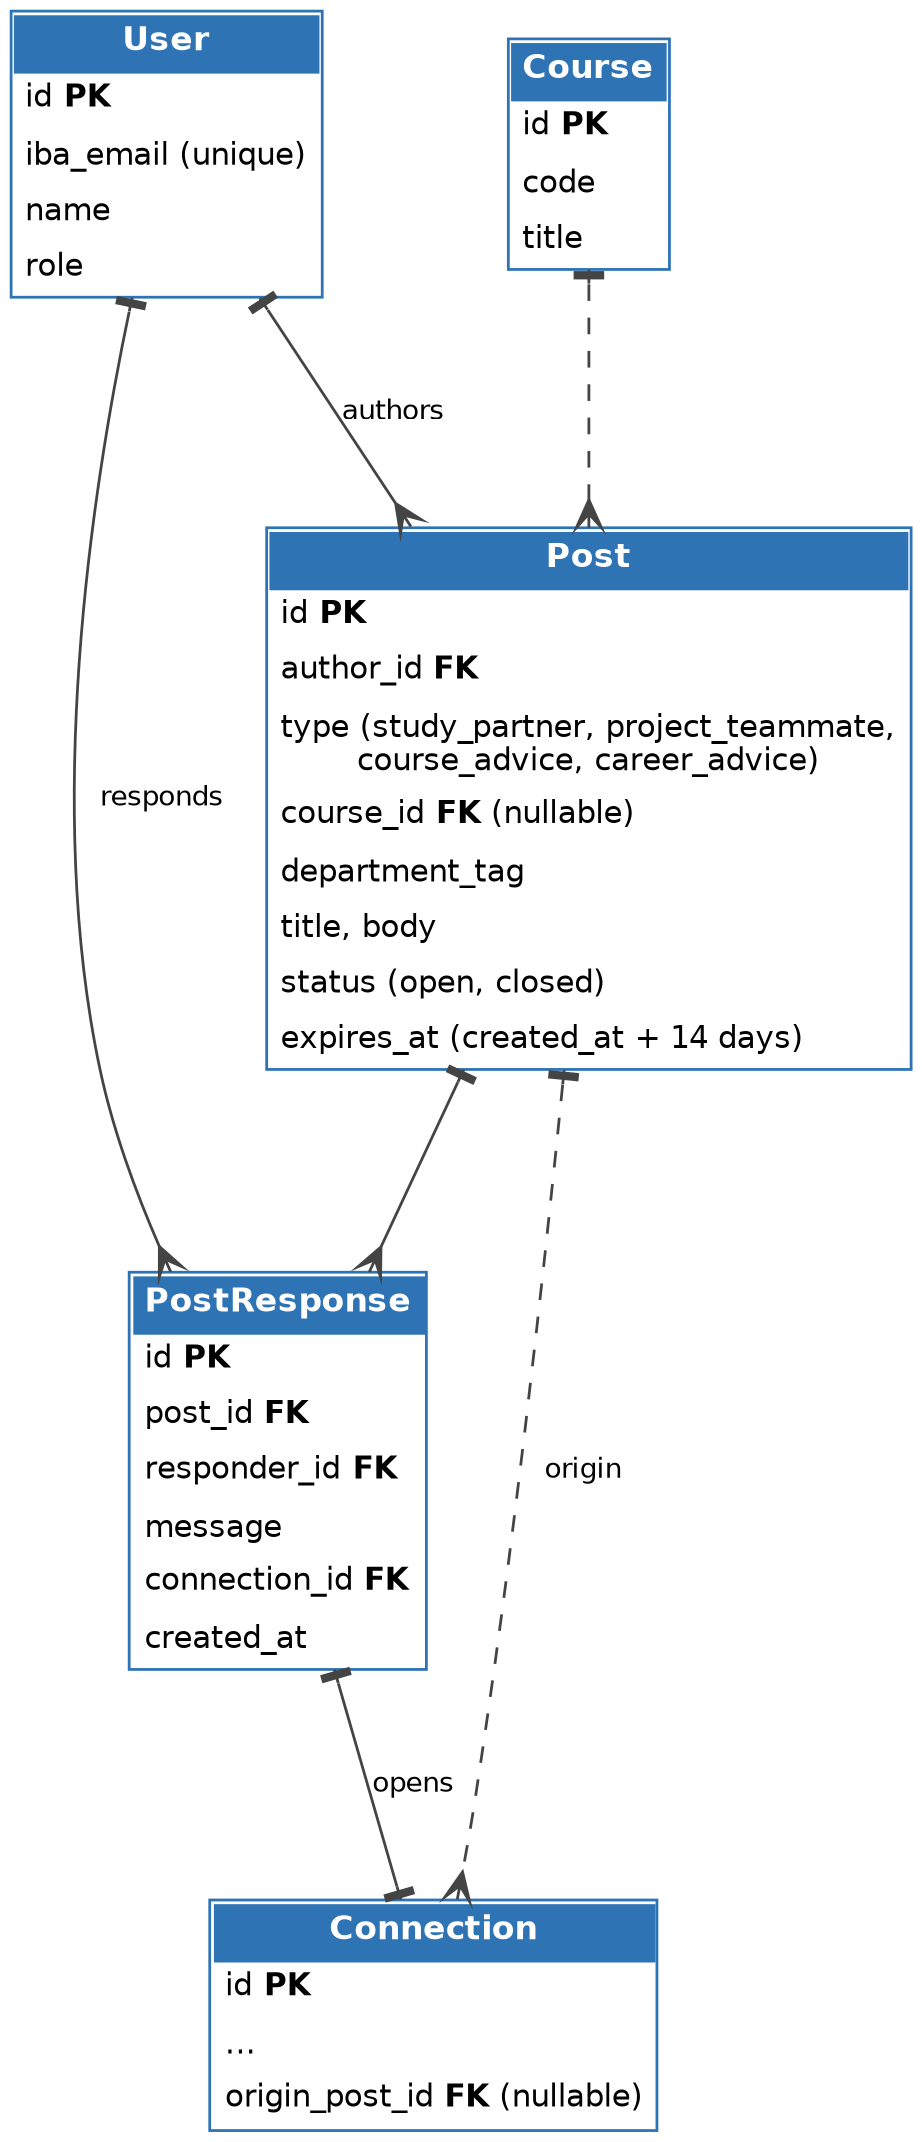 User
id PK
iba_email (unique)
name
role
Course
id PK
code
title
authors
Post
id PK
author_id FK
type (study_partner, project_teammate,
course_advice, career_advice)
course_id FK (nullable)
department_tag
title, body
status (open, closed)
expires_at (created_at + 14 days)
responds
PostResponse
id PK
post_id FK
responder_id FK
message
connection_id FK
created_at
origin
opens
Connection
id PK
...
origin_post_id FK (nullable)